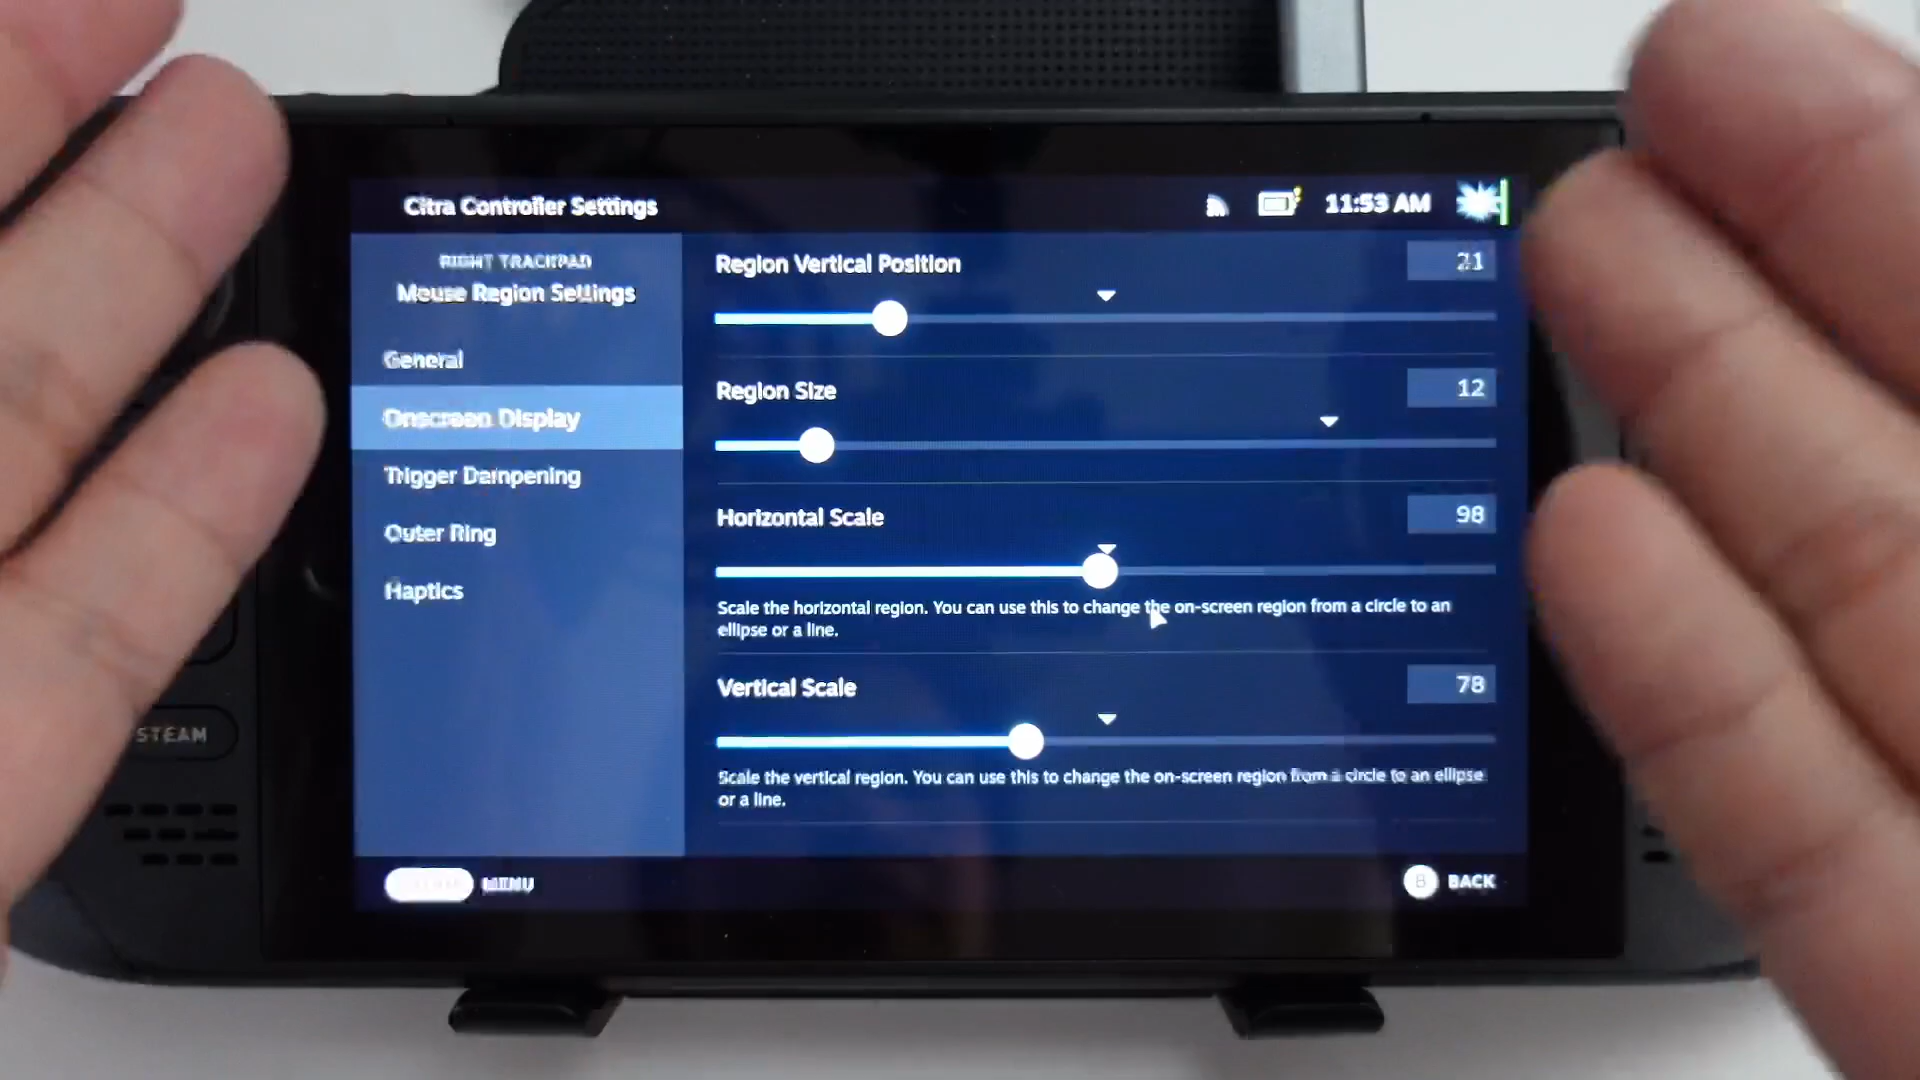 Citra Controller Settings
11:53 AM
RIGHT TRACKPAD
Mouse Region Settings
General
Onscreen Display
Trigger Dampening
Outer Ring
Haptics
Region Vertical Position
21
Region Size
12
Horizontal Scale
98
Scale the horizontal region. You can use this to change the on-screen region from a circle to an
ellipse or a line.
Vertical Scale
78
Scale the vertical region. You can use this to change the on-screen region from a circle to an ellipse
or a line.
MENU
B BACK
STEAM